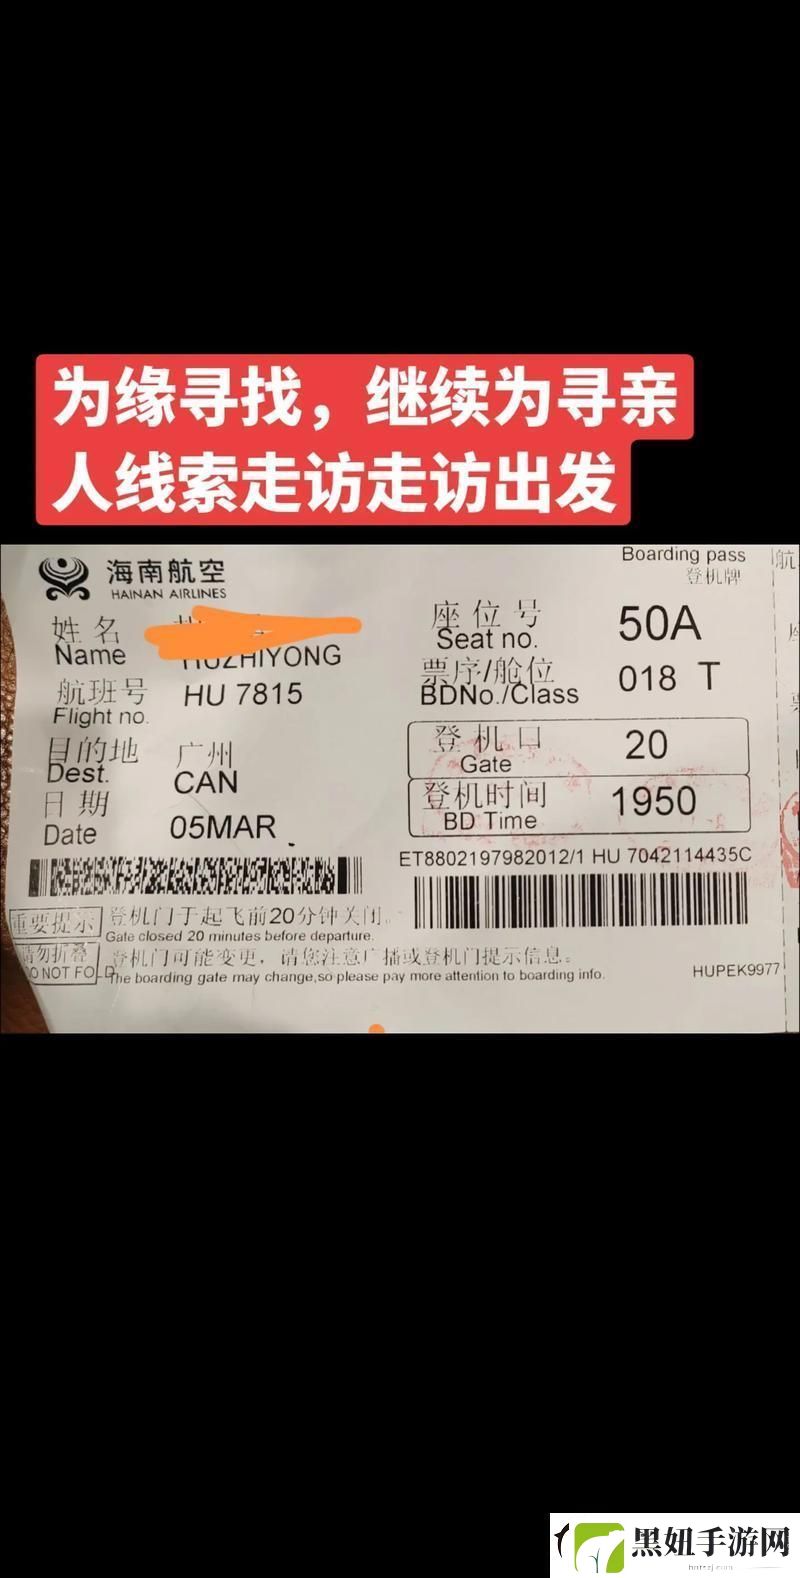 为缘寻找，继续为寻亲
人线索走访走访出发
海南航空
HAINAN AIRLINES
Boarding pass
登机牌
航
姓名
Name
HUZHIYONG
座位号
Seat no.
50A
航班号
Flight no.
HU 7815
票序/舱位
BDNo./Class
018 T
目的地
Dest.
广州
CAN
登机口
Gate
20
日期
Date
05MAR
登机时间
BD Time
1950
ET8802197982012/1 HU 7042114435C
重要提示
登机门于起飞前20分钟关闭。
Gate closed 20 minutes before departure.
请勿折叠
DO NOT FOLD
登机门可能变更，请您注意广播或登机门提示信息。
The boarding gate may change,so please pay more attention to boarding info.
HUPEK9977
黑妞手游网